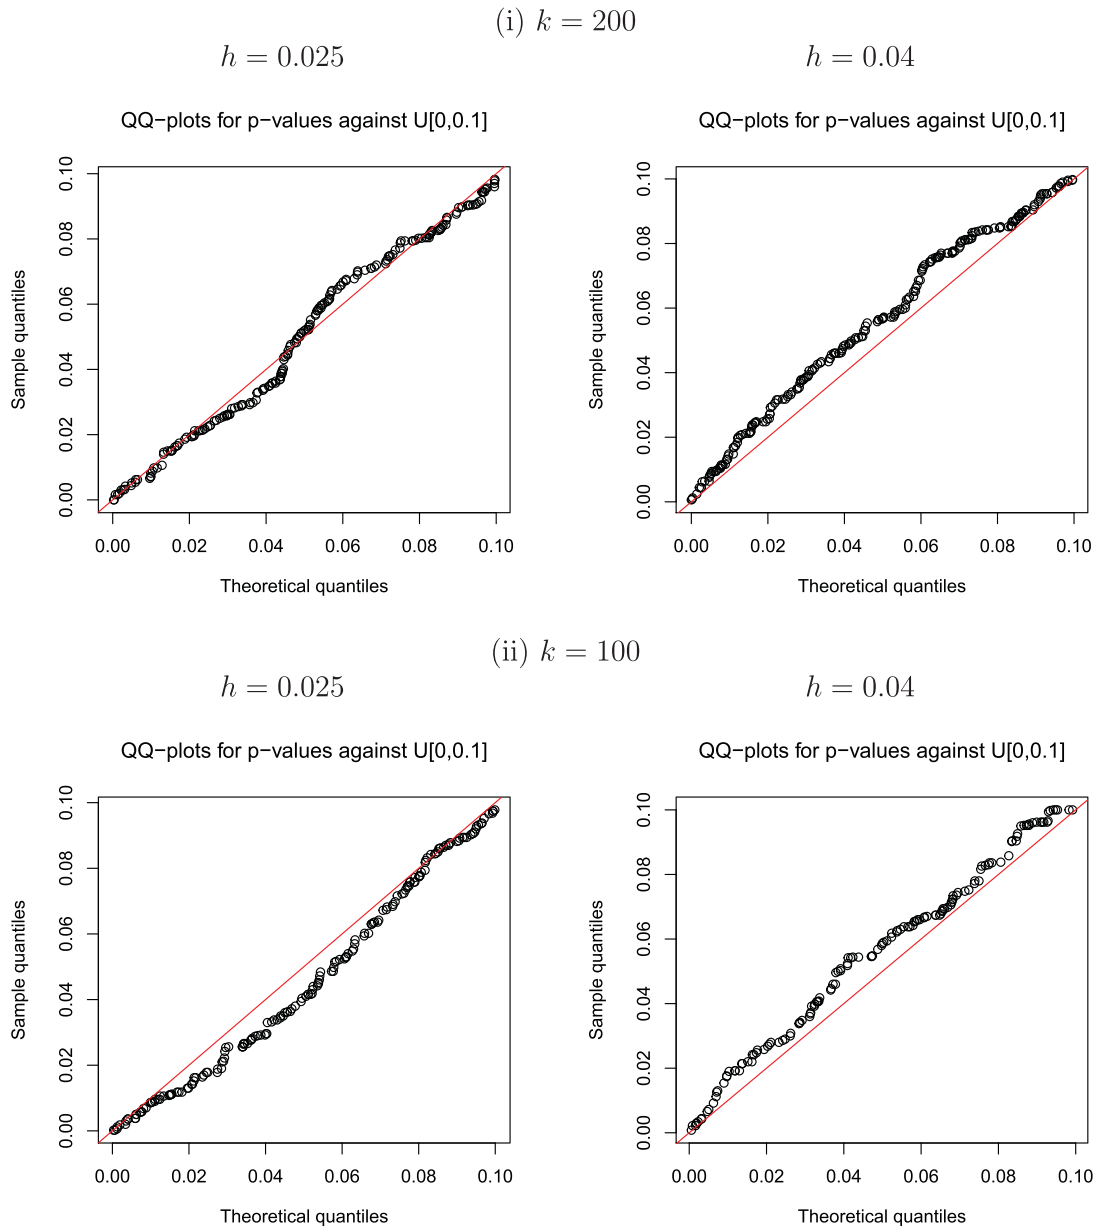 (i) k = 200
h = 0.025
h = 0.04
QQ−plots for p−values against U[0,0.1]
QQ−plots for p−values against U[0,0.1]
Sample quantiles
0.10
0.08
0.06
0.04
0.02
0.00
0.00 0.02 0.04 0.06 0.08 0.10
Theoretical quantiles
Sample quantiles
0.10
0.08
0.06
0.04
0.02
0.00
0.00 0.02 0.04 0.06 0.08 0.10
Theoretical quantiles
(ii) k = 100
h = 0.025
h = 0.04
QQ−plots for p−values against U[0,0.1]
QQ−plots for p−values against U[0,0.1]
Sample quantiles
0.10
0.08
0.06
0.04
0.02
0.00
0.00 0.02 0.04 0.06 0.08 0.10
Theoretical quantiles
Sample quantiles
0.10
0.08
0.06
0.04
0.02
0.00
0.00 0.02 0.04 0.06 0.08 0.10
Theoretical quantiles